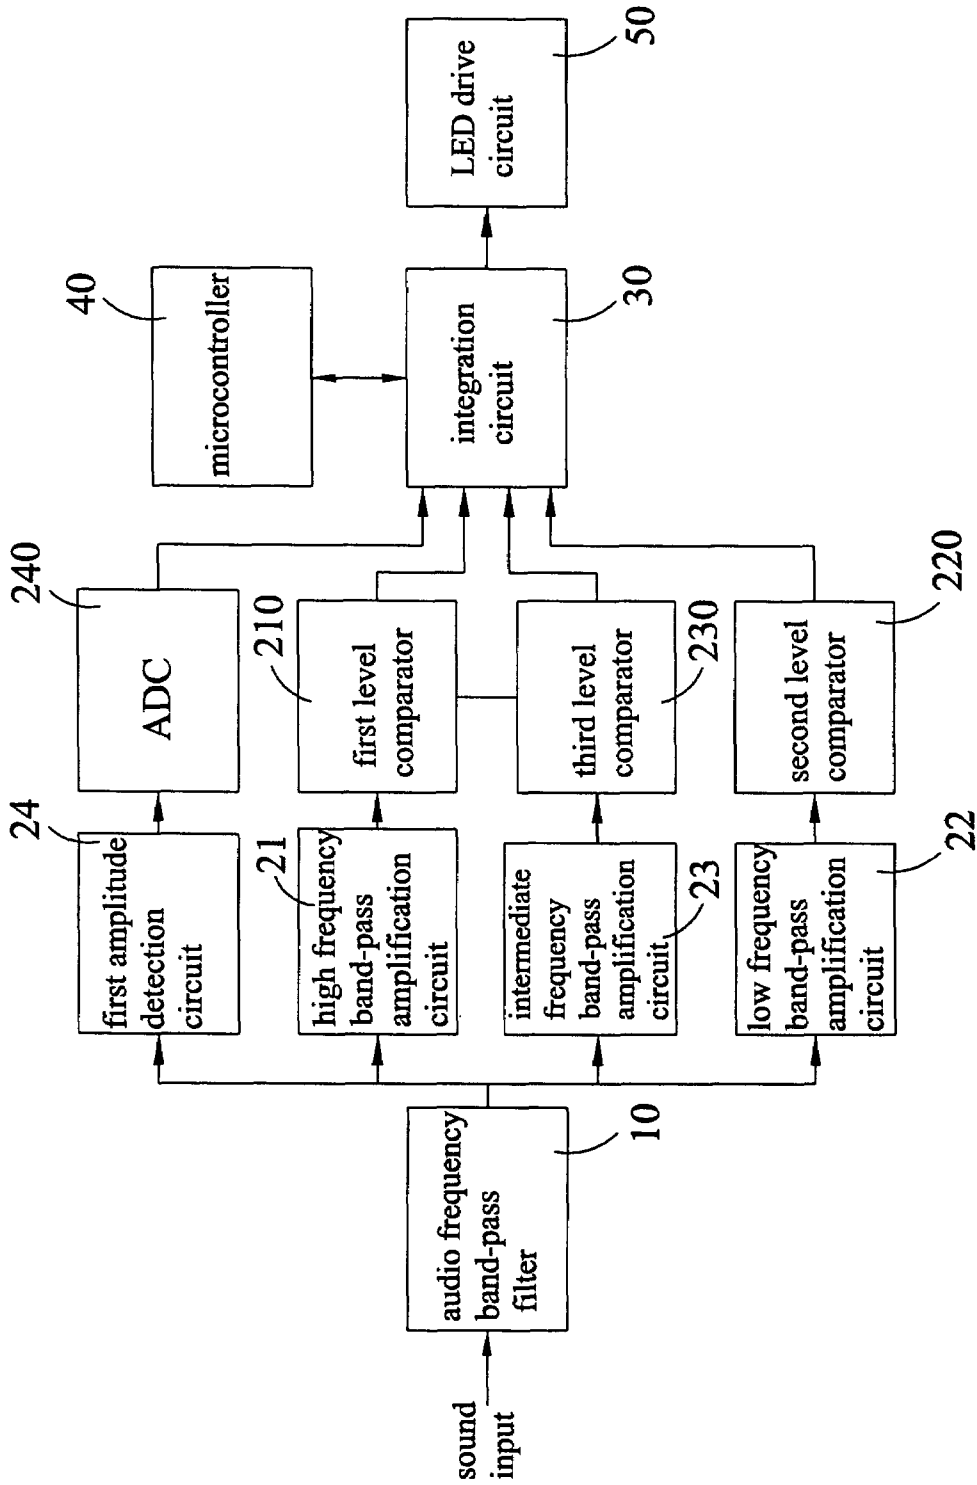 sound
input
audio frequency
band-pass
filter
10
first amplitude
detection
circuit
24
ADC
240
high frequency
band-pass
amplification
circuit
21
first level
comparator
210
intermediate
frequency
band-pass
amplification
circuit
23
third level
comparator
230
low frequency
band-pass
amplification
circuit
22
second level
comparator
220
microcontroller
40
integration
circuit
30
LED drive
circuit
50